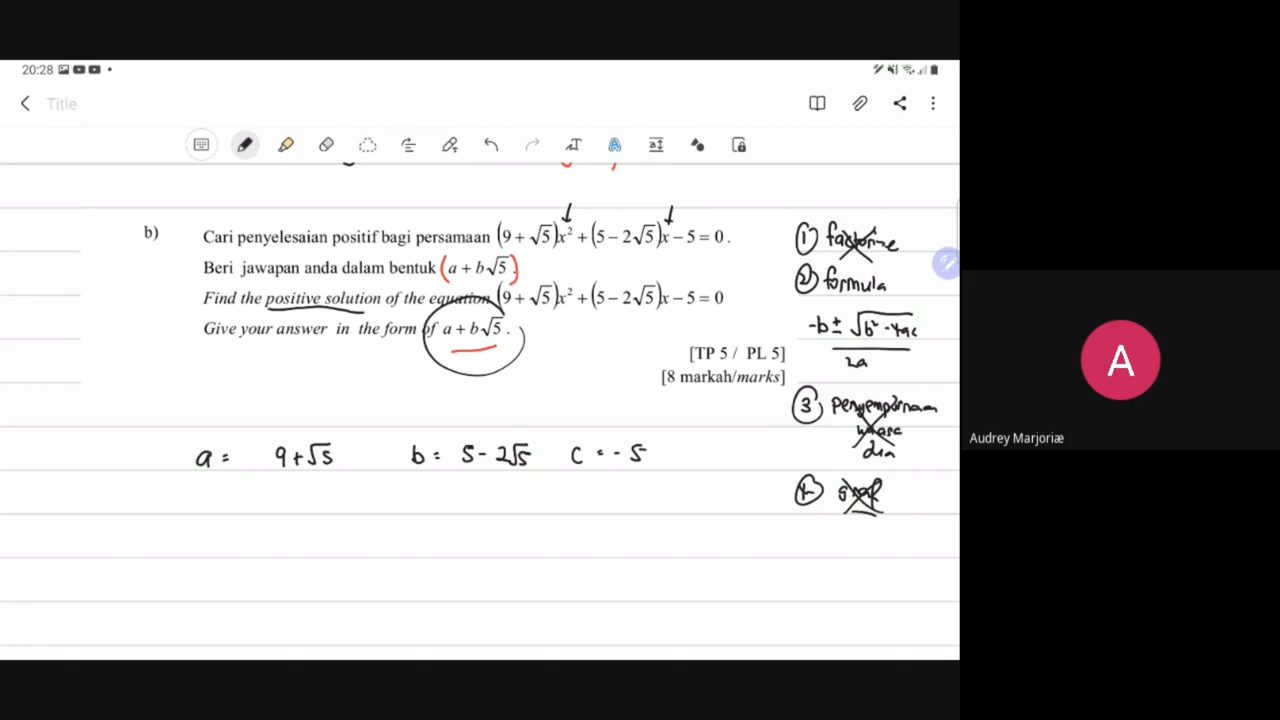 20:28
Title
b) Cari penyelesaian positif bagi persamaan (9 + √5)x² + (5 − 2√5)x − 5 = 0 .
Beri jawapan anda dalam bentuk (a + b√5).
Find the positive solution of the equation (9 + √5)x² + (5 − 2√5)x − 5 = 0
Give your answer in the form of a + b√5 .
[TP 5 / PL 5]
[8 markah/marks]
① factorize
② formula
-b ± √b² - 4ac
2a
③ Penyempurnaan
kuasa
dua
④ graf
a = 9+√5 b = 5 - 2√5 c = - 5
A
Audrey Marjoriæ